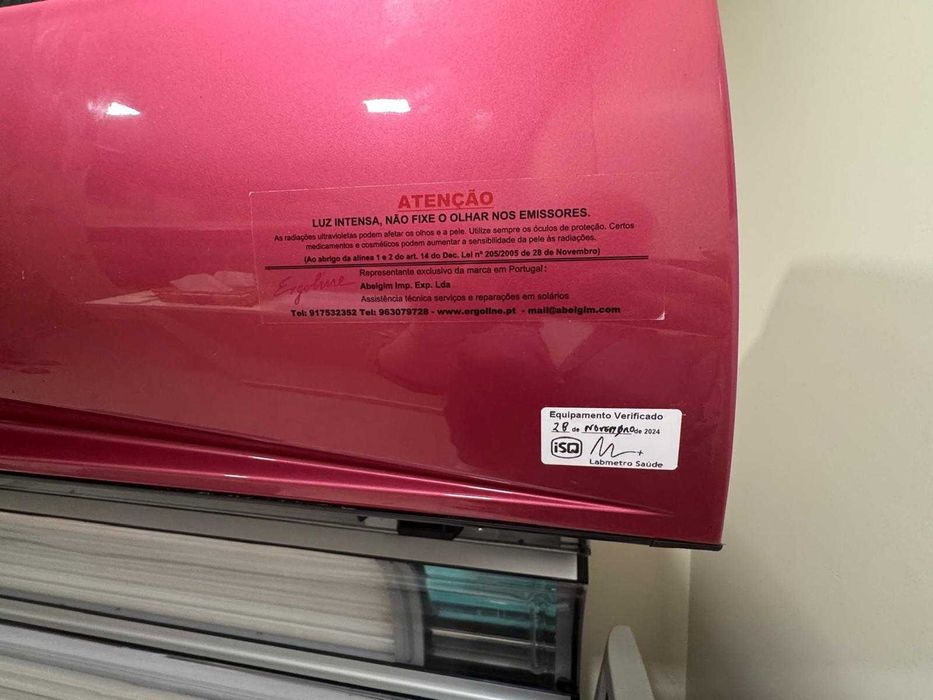 ATENÇÃO
LUZ INTENSA, NÃO FIXE O OLHAR NOS EMISSORES.
As radiações ultravioletas podem afetar os olhos e a pele. Utilize sempre os óculos de proteção. Certos
medicamentos e cosméticos podem aumentar a sensibilidade da pele às radiações.
(Ao abrigo da alínea 1 e 2 do art. 14 do Dec. Lei nº 205/2005 de 28 de Novembro)
Ergoline
Representante exclusivo da marca em Portugal:
Abelgim Imp. Exp. Lda
Assistência técnica serviços e reparações em solários
Tel: 917532352 Tel: 963079728 - www.ergoline.pt - mail@abelgim.com
Equipamento Verificado
28 de NOVEMBRO de 2024
iSQ
Labmetro Saúde